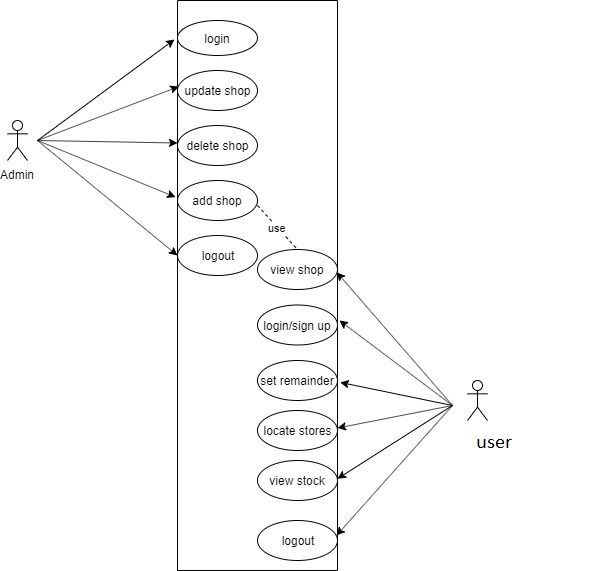 login
update shop
delete shop
Admin
add shop
use
logout
view shop
login/sign up
set remainder
locate stores
user
view stock
logout